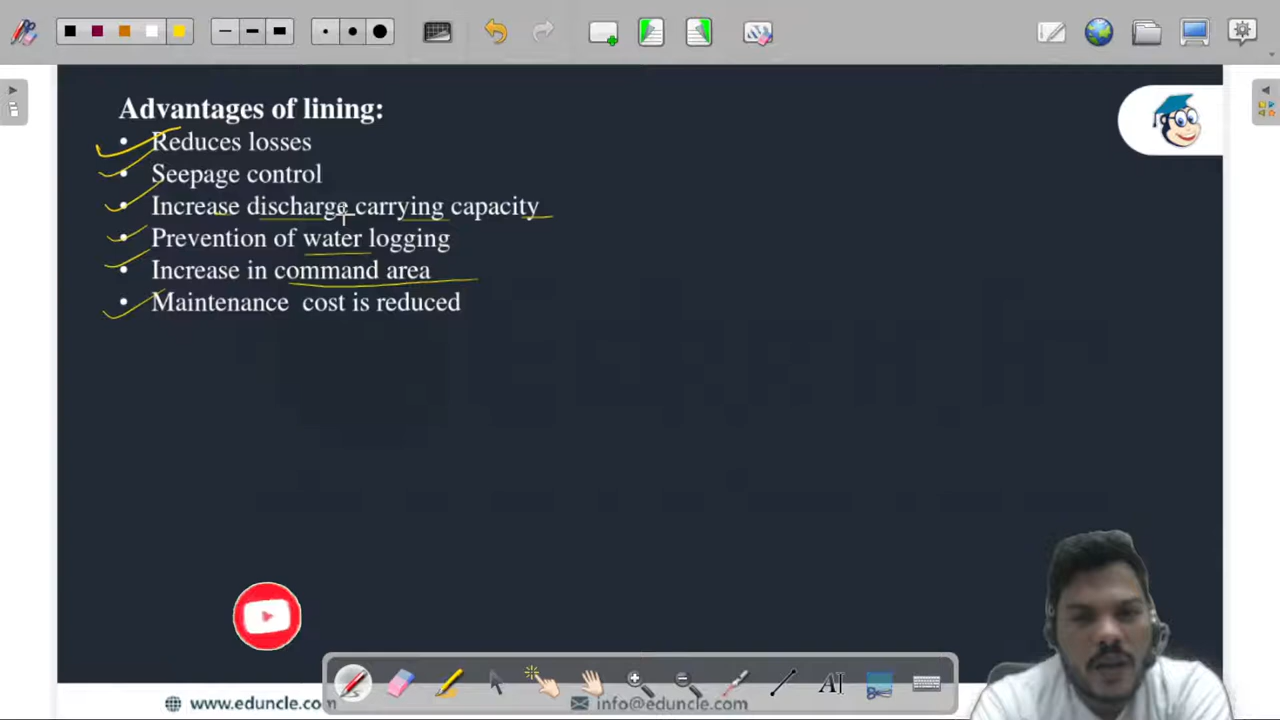 Advantages of lining:
• Reduces losses
• Seepage control
• Increase discharge carrying capacity
• Prevention of water logging
• Increase in command area
• Maintenance cost is reduced
AI
www.eduncle.com
info@eduncle.com